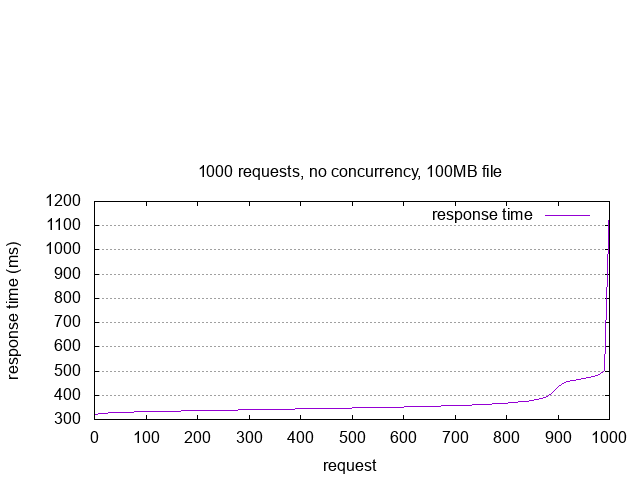 1000 requests, no concurrency, 100MB file
response time
response time (ms)
1200
1100
1000
900
800
700
600
500
400
300
0 100 200 300 400 500 600 700 800 900 1000
request